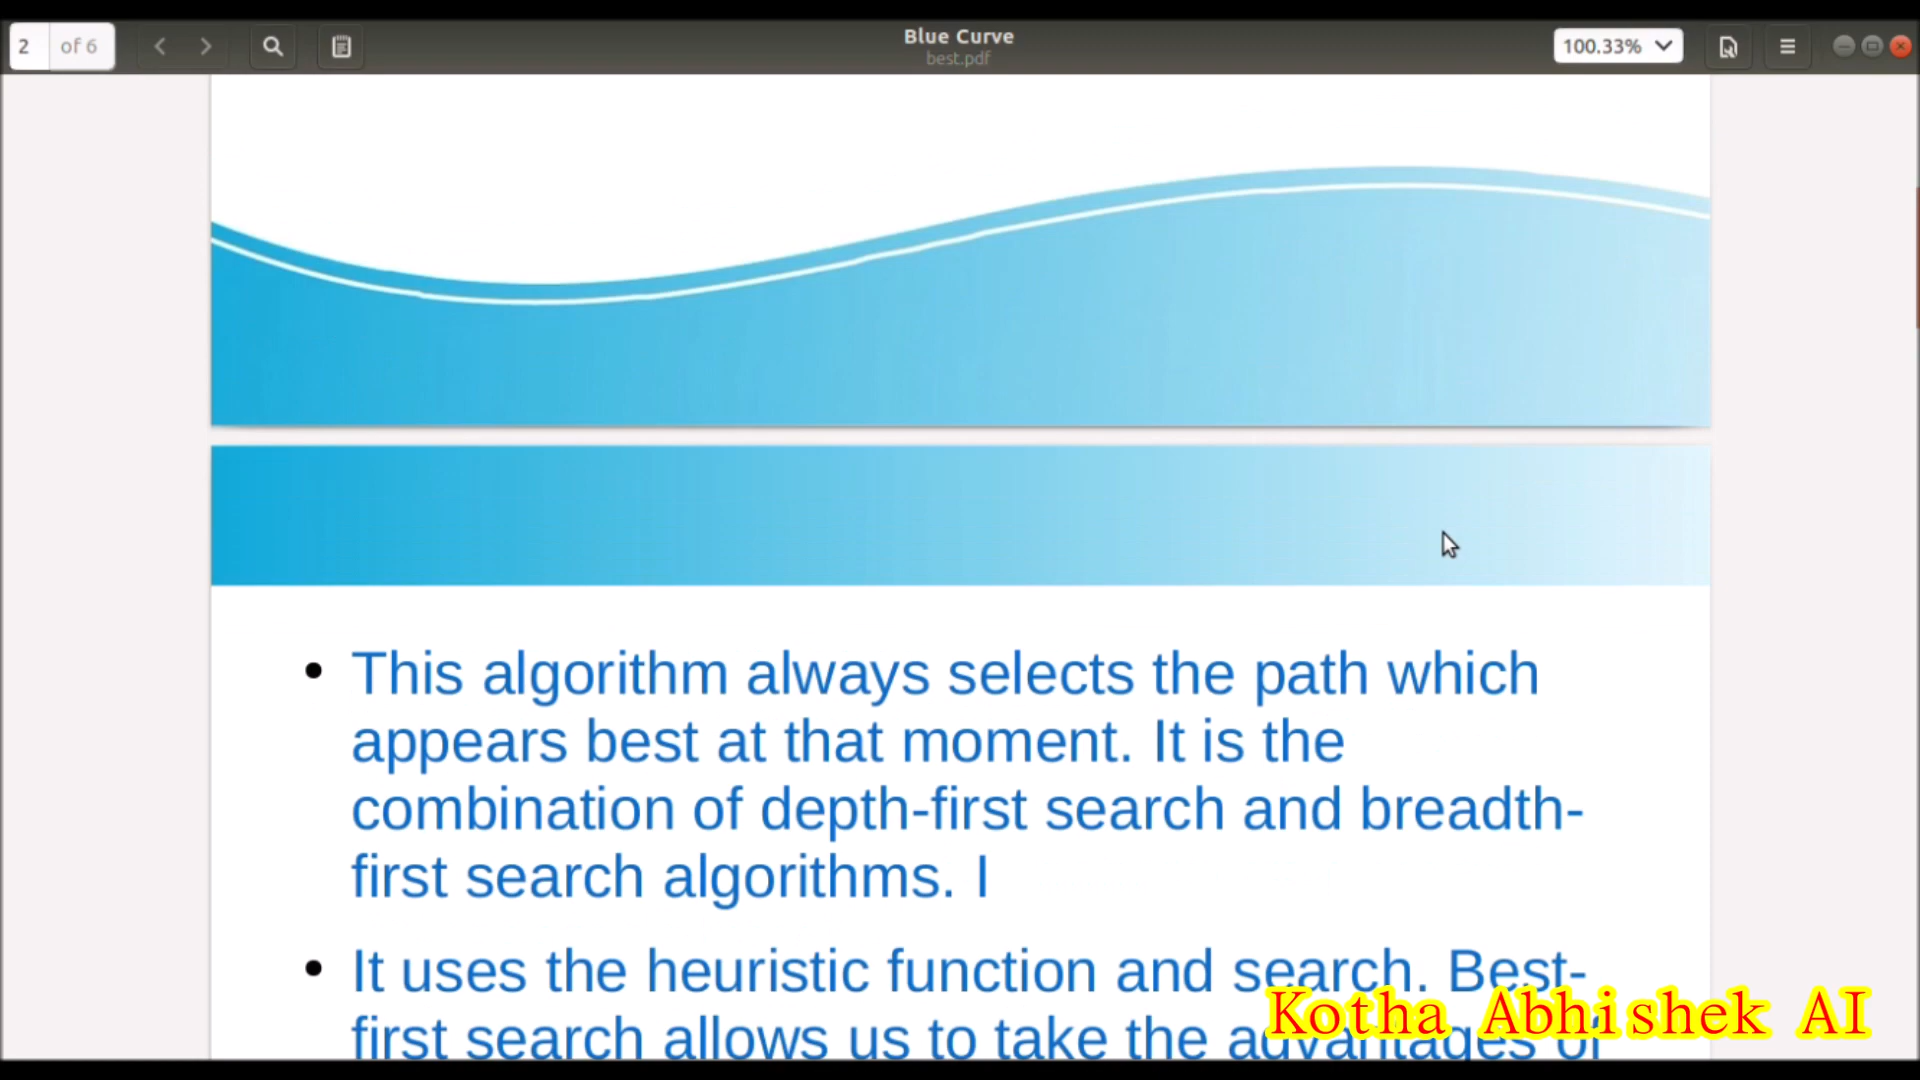 2 of 6
Blue Curve
best.pdf
100.33%
• This algorithm always selects the path which
appears best at that moment. It is the
combination of depth-first search and breadth-
first search algorithms. I
• It uses the heuristic function and search. Best-
first search allows us to take the advantages of
Kotha Abhishek AI